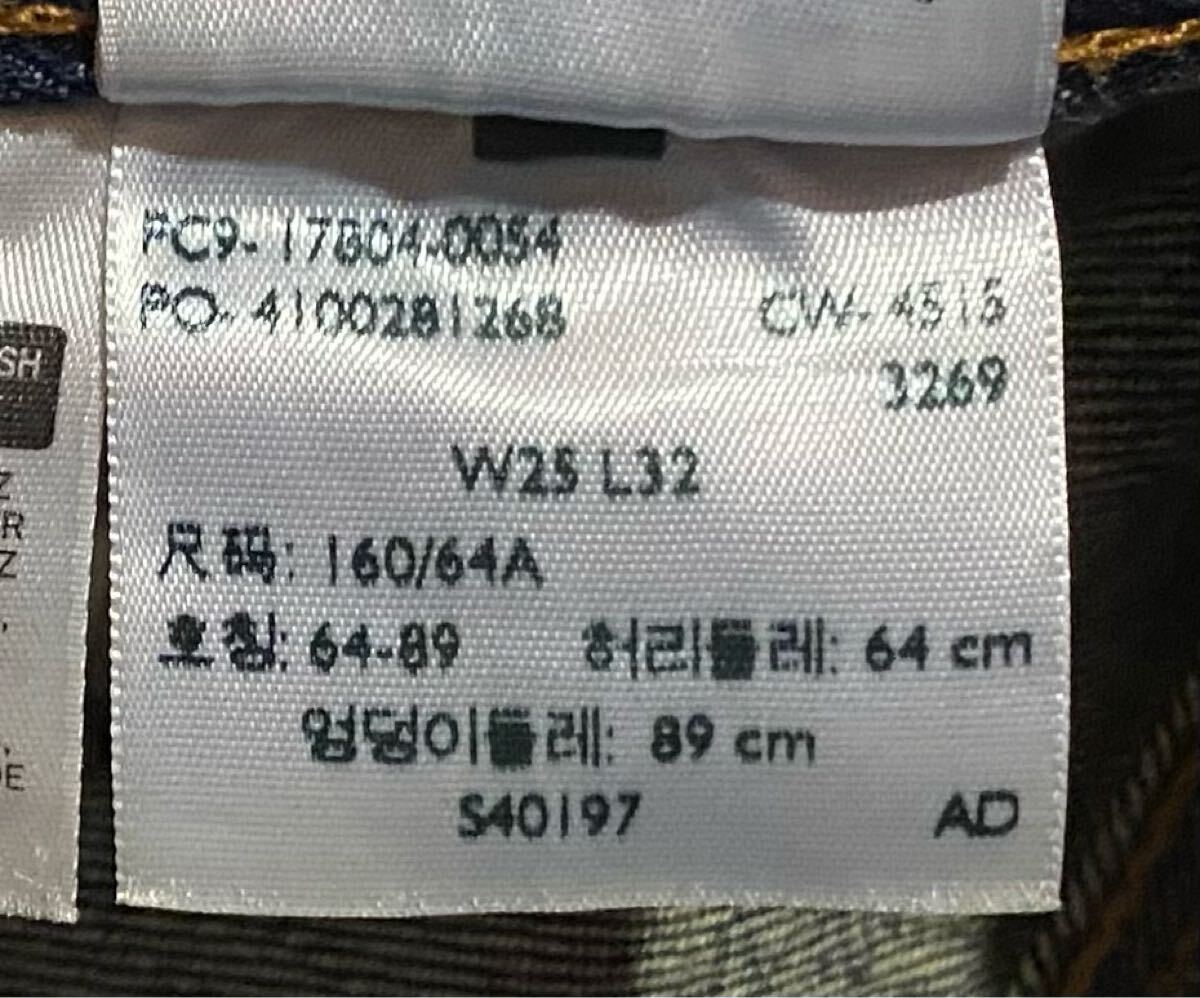 PC9-17804-0054
PO-4100281268 CW-4515
3269
W25 L32
尺码: 160/64A
호칭: 64-89 허리둘레: 64 cm
엉덩이둘레: 89 cm
S40197 AD
SH
Z
R
Z
,
,
E